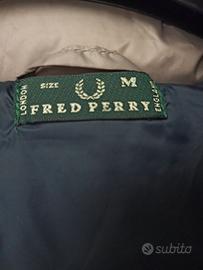 SIZE M
LONDON
FRED PERRY
ENGLAND
subito